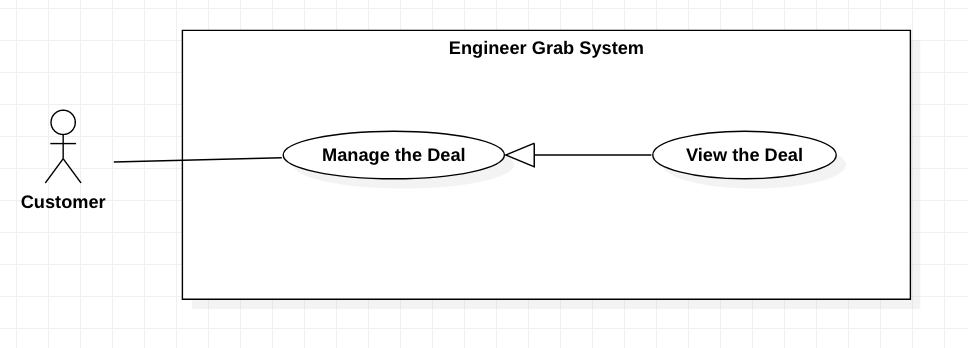 Engineer Grab System
Manage the Deal
View the Deal
Customer